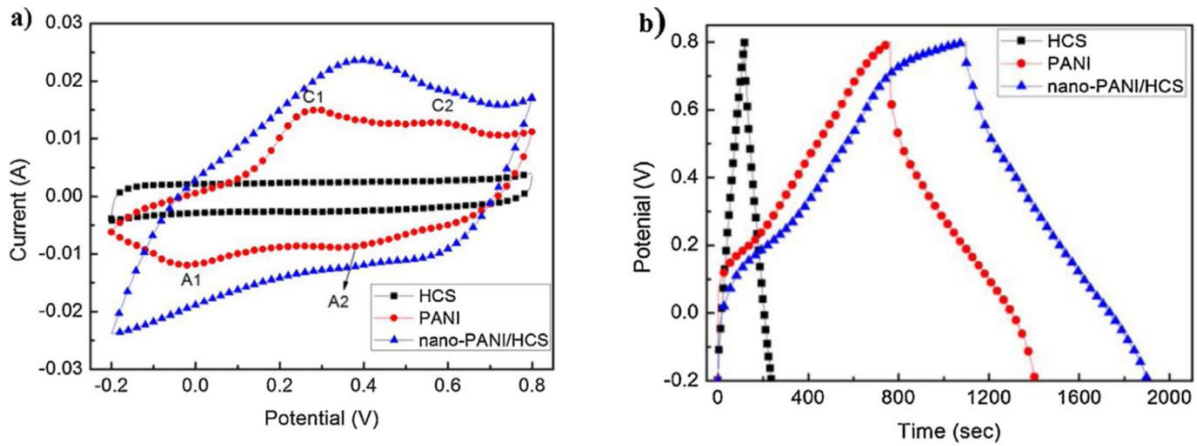 a)
Current (A)
0.03
0.02
0.01
0.00
-0.01
-0.02
-0.03
C1
C2
A1
A2
HCS
PANI
nano-PANI/HCS
-0.2
0.0
0.2
0.4
0.6
0.8
Potential (V)
b)
Potenial (V)
0.8
0.6
0.4
0.2
0.0
-0.2
HCS
PANI
nano-PANI/HCS
0
400
800
1200
1600
2000
Time (sec)